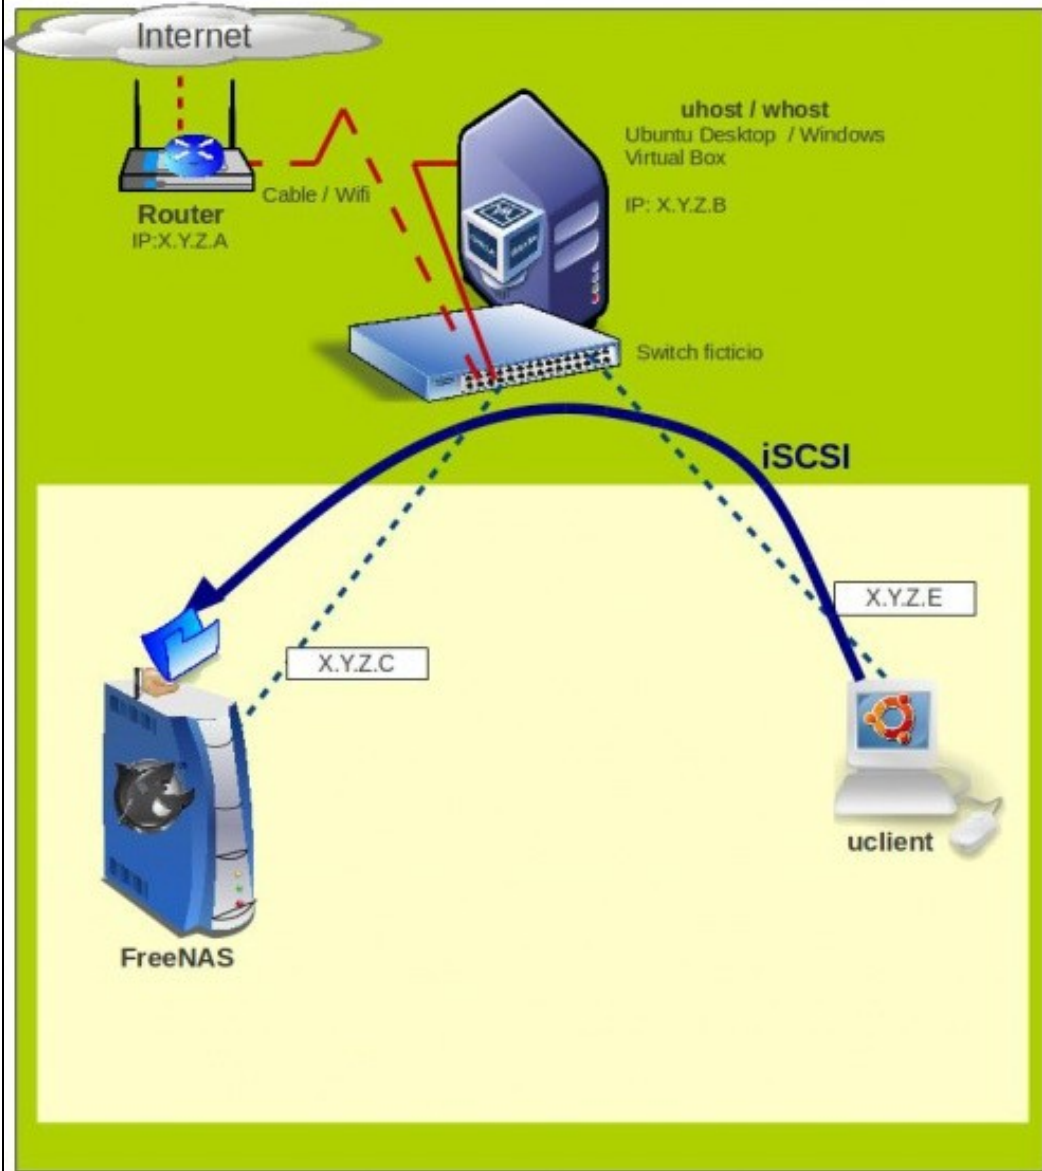 Internet
uhost / whost
Ubuntu Desktop / Windows
Virtual Box
IP: X.Y.Z.B
Cable / Wifi
Router
IP:X.Y.Z.A
Switch ficticio
iSCSI
X.Y.Z.E
X.Y.Z.C
uclient
FreeNAS